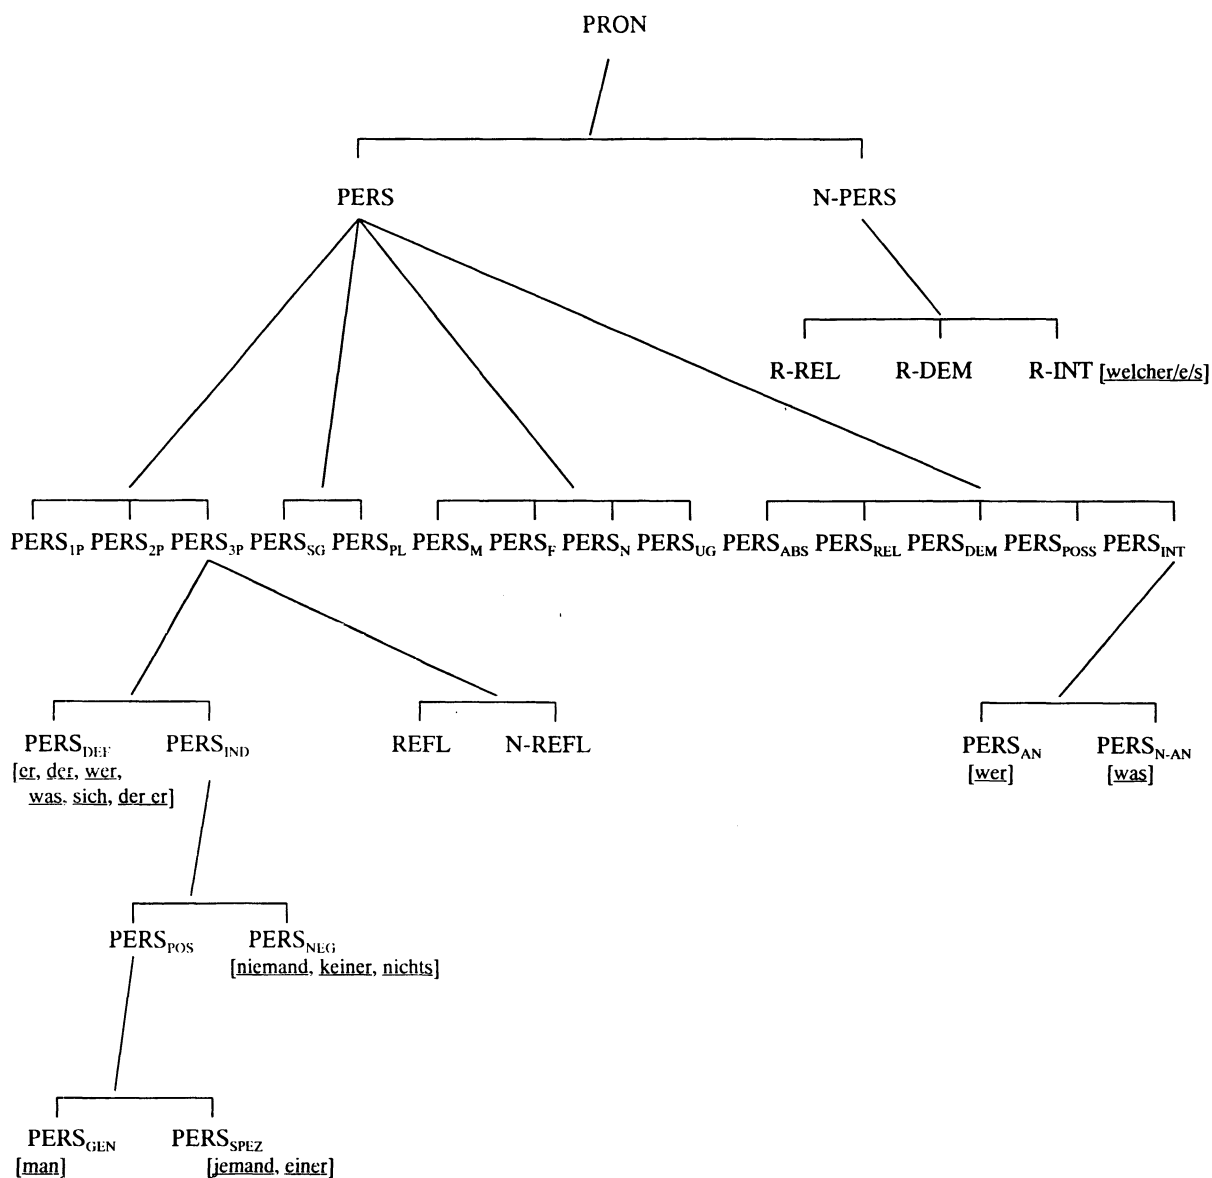 PRON
PERS N-PERS
R-REL R-DEM R-INT [welcher/e/s]
PERS1P PERS2P PERS3P PERSSG PERSPL PERSM PERSF PERSN PERSUG PERSABS PERSREL PERSDEM PERSPOSS PERSINT
PERSDEF PERSIND REFL N-REFL PERSAN PERSN-AN
[er, der, wer, [wer] [was]
was, sich, der er]
PERSPOS PERSNEG
[niemand, keiner, nichts]
PERSGEN PERSSPEZ
[man] [jemand, einer]